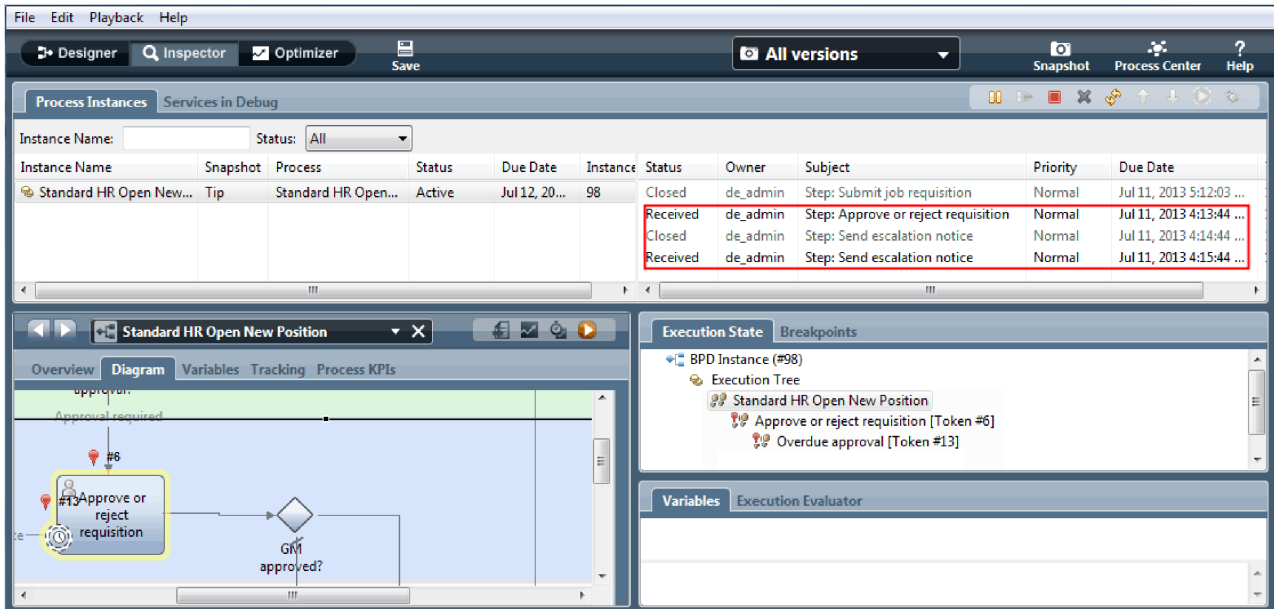 File Edit Playback Help
Designer Inspector Optimizer Save All versions Snapshot Process Center Help
Process Instances Services in Debug
Instance Name: Status: All
Instance Name Snapshot Process Status Due Date Instance Status Owner Subject Priority Due Date
Standard HR Open New... Tip Standard HR Open... Active Jul 12, 20... 98 Closed de_admin Step: Submit job requisition Normal Jul 11, 2013 5:12:03 ...
Received de_admin Step: Approve or reject requisition Normal Jul 11, 2013 4:13:44 ...
Closed de_admin Step: Send escalation notice Normal Jul 11, 2013 4:14:44 ...
Received de_admin Step: Send escalation notice Normal Jul 11, 2013 4:15:44 ...
Standard HR Open New Position
Overview Diagram Variables Tracking Process KPIs
approval?
Approval required
#6
#13
Approve or
reject
requisition
GM
approved?
Execution State Breakpoints
BPD Instance (#98)
Execution Tree
Standard HR Open New Position
Approve or reject requisition [Token #6]
Overdue approval [Token #13]
Variables Execution Evaluator